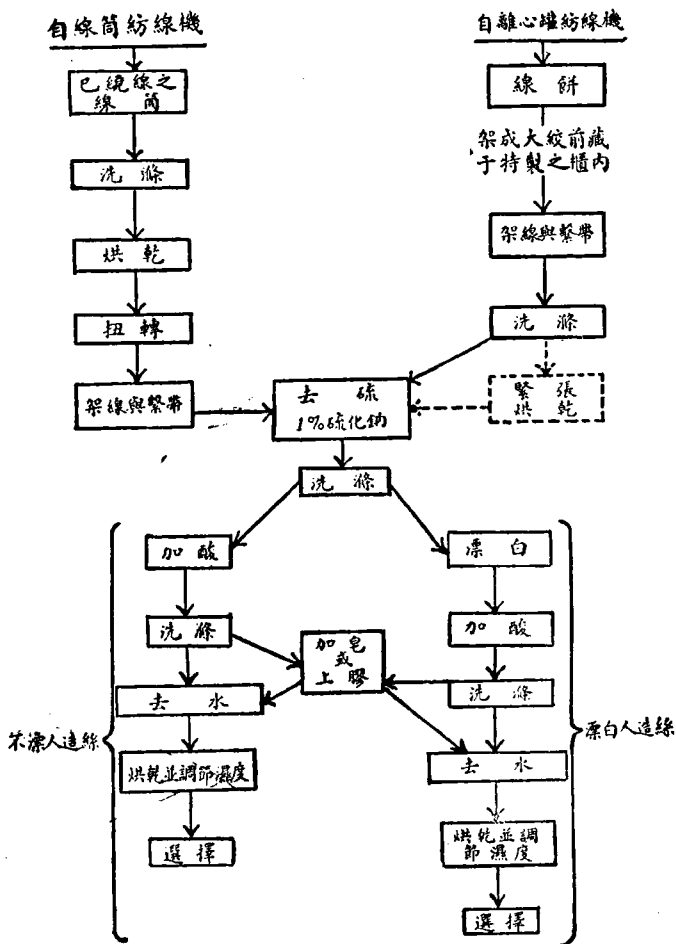 自線筒紡線機
已繞線之
線筒
洗滌
烘乾
扭轉
架線與繫帶
自離心罐紡線機
線餅
架成大絞前藏
于特製之櫃內
架線與繫帶
洗滌
緊張
烘乾
去硫
1%硫化鈉
洗滌
加酸
洗滌
去水
烘乾並調節濕度
選擇
加皂
或
上膠
漂白
加酸
洗滌
去水
烘乾並調
節濕度
選擇
不漂人造絲
漂白人造絲